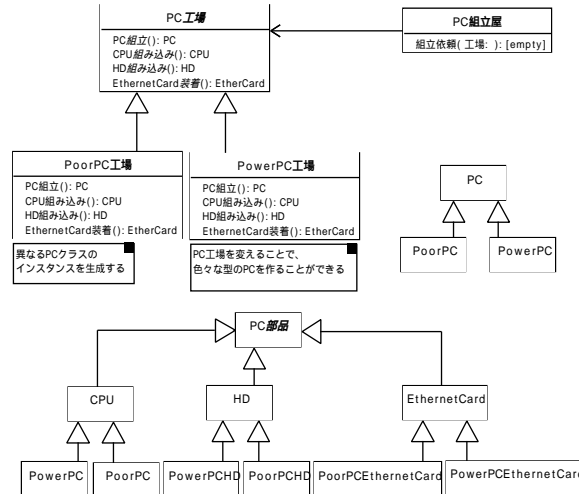 PC工場
PC組立(): PC
CPU組み込み(): CPU
HD組み込み(): HD
EthernetCard装着(): EtherCard
PC組立屋
組立依頼( 工場: ): [empty]
PoorPC工場
PC組立(): PC
CPU組み込み(): CPU
HD組み込み(): HD
EthernetCard装着(): EtherCard
PowerPC工場
PC組立(): PC
CPU組み込み(): CPU
HD組み込み(): HD
EthernetCard装着(): EtherCard
異なるPCクラスの
インスタンスを生成する
PC工場を変えることで、
色々な型のPCを作ることができる
PC
PoorPC
PowerPC
PC部品
CPU
HD
EthernetCard
PowerPC
PoorPC
PowerPCHD
PoorPCHD
PoorPCEthernetCard
PowerPCEthernetCard